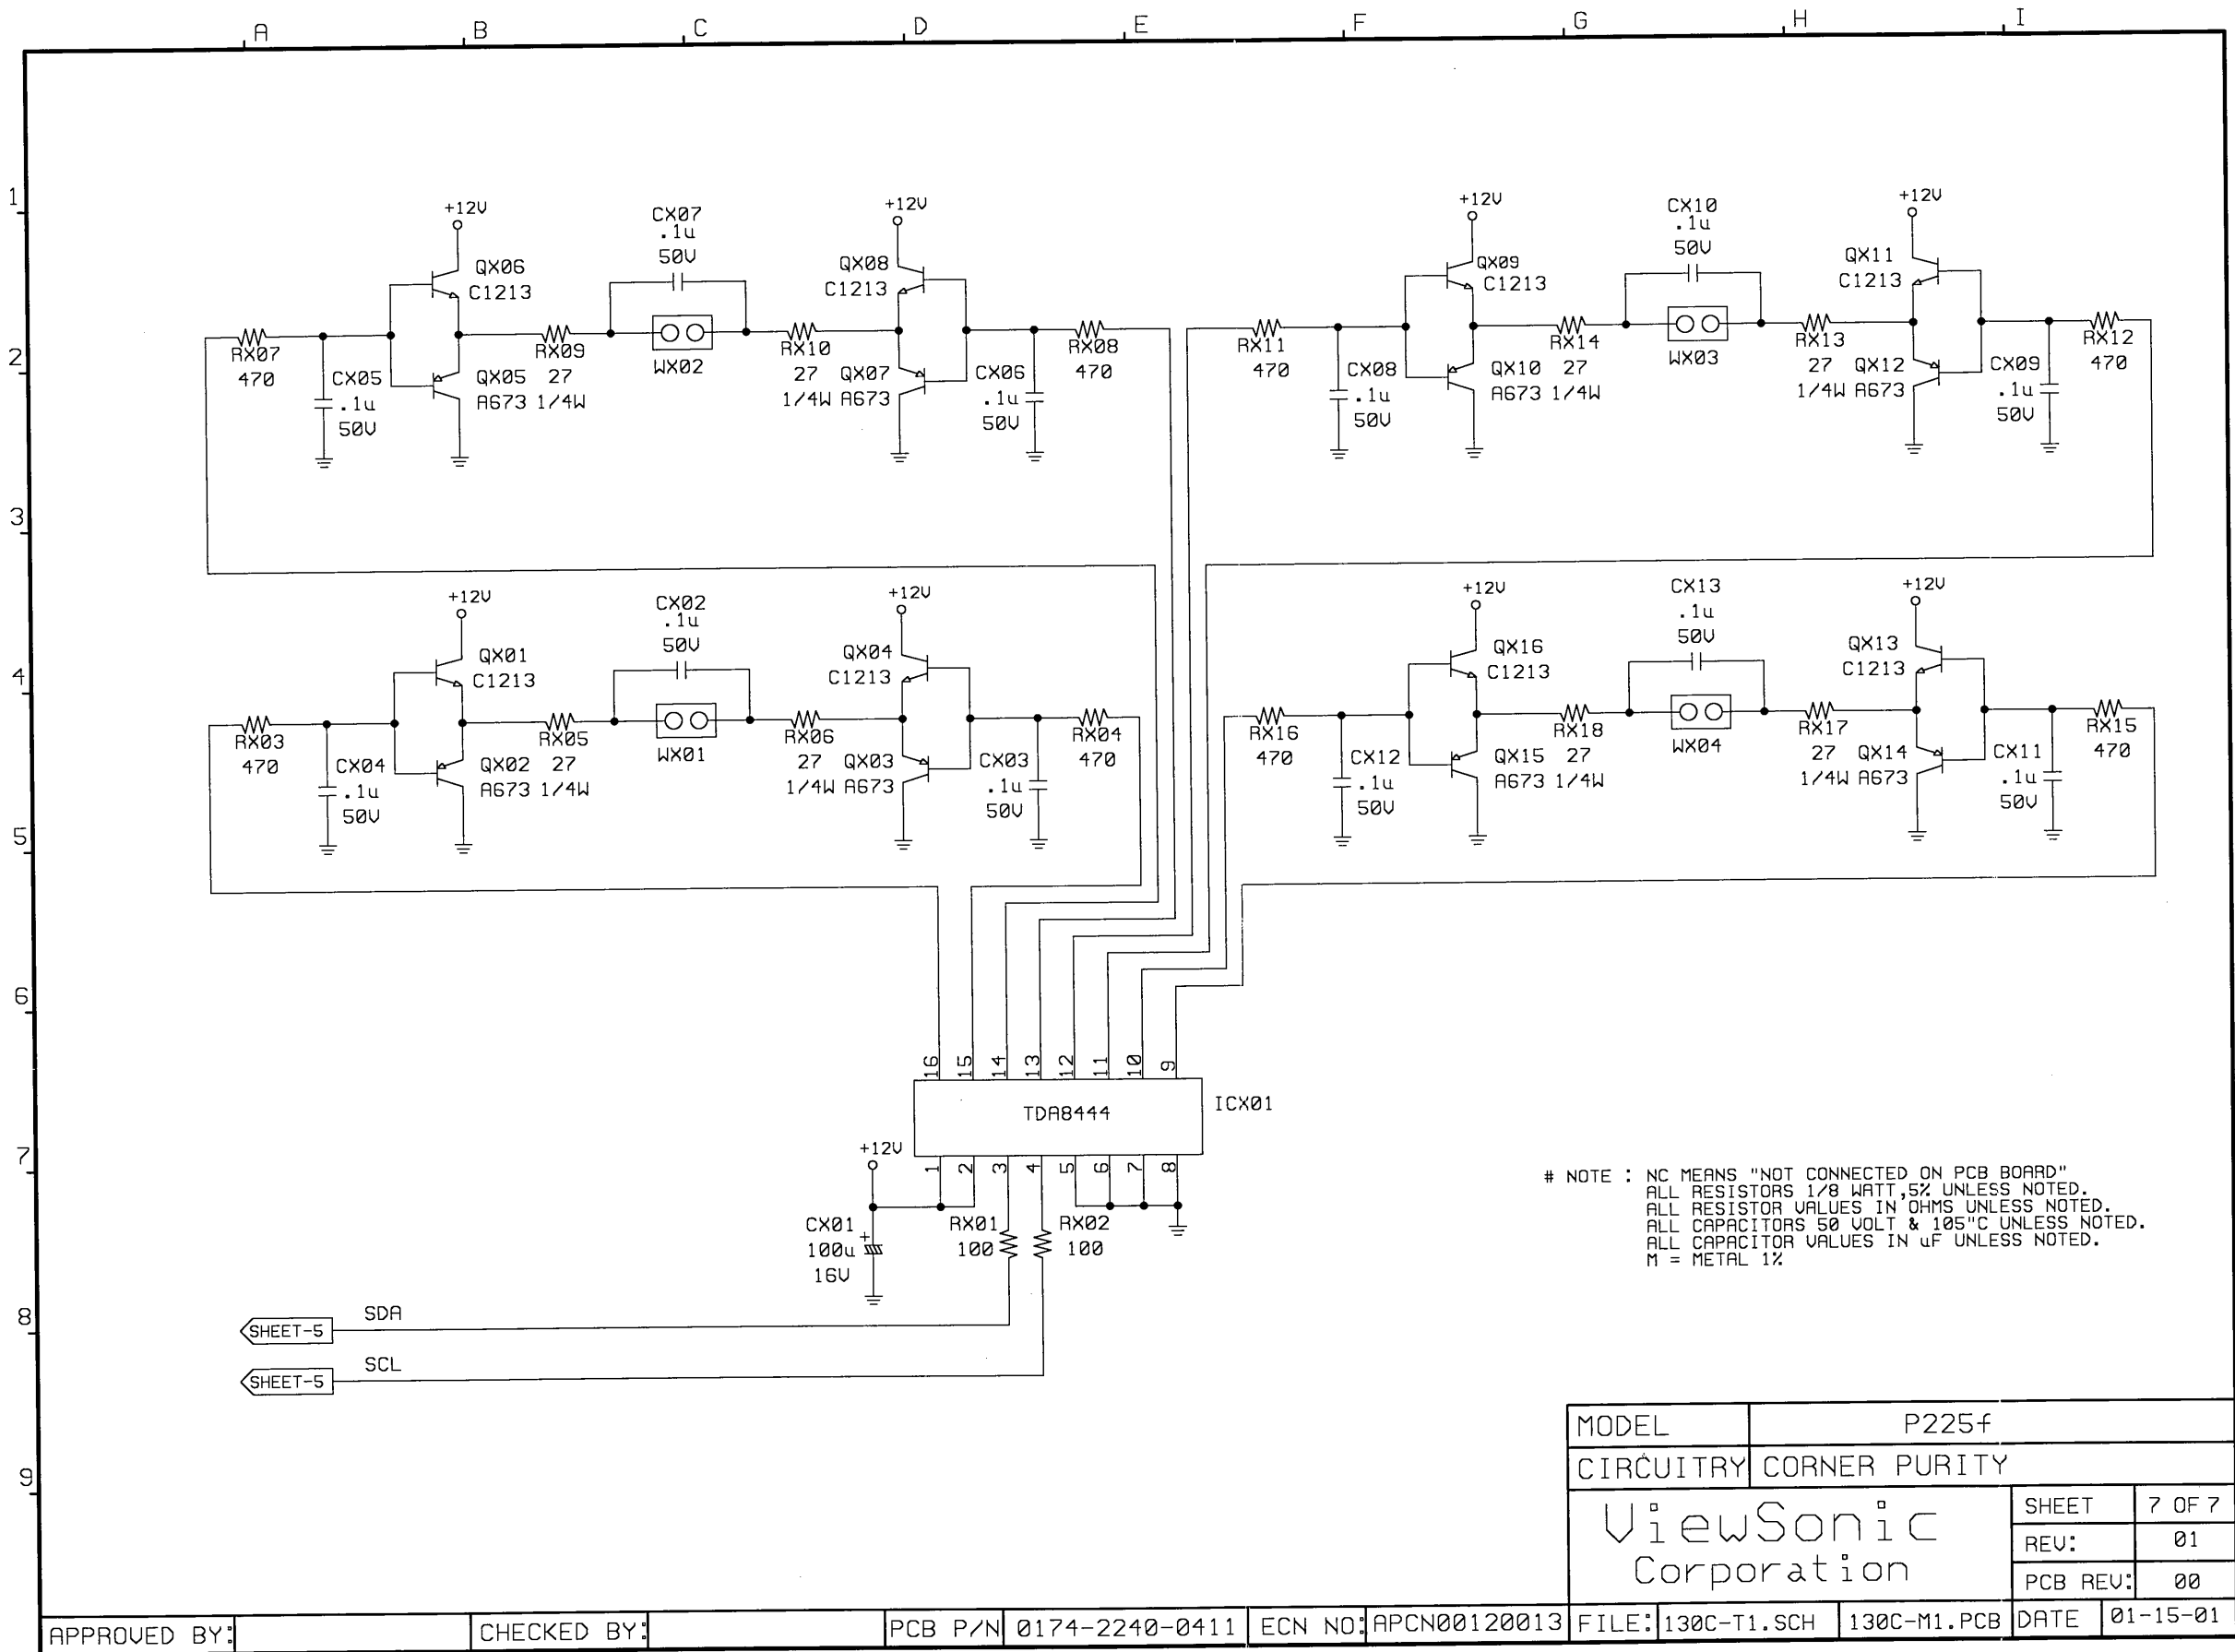 A B C D E F G H I
1
2
3
4
5
6
7
8
9
+12V
QX06
C1213
CX07
.1u
50V
+12V
QX08
C1213
RX07
470
CX05
.1u
50V
QX05
A673
RX09
27
1/4W
WX02
RX10
27
1/4W
QX07
A673
CX06
.1u
50V
RX08
470
+12V
QX09
C1213
CX10
.1u
50V
+12V
QX11
C1213
RX11
470
CX08
.1u
50V
QX10
A673
RX14
27
1/4W
WX03
RX13
27
1/4W
QX12
A673
CX09
.1u
50V
RX12
470
+12V
QX01
C1213
CX02
.1u
50V
+12V
QX04
C1213
RX03
470
CX04
.1u
50V
QX02
A673
RX05
27
1/4W
WX01
RX06
27
1/4W
QX03
A673
CX03
.1u
50V
RX04
470
+12V
QX16
C1213
CX13
.1u
50V
+12V
QX13
C1213
RX16
470
CX12
.1u
50V
QX15
A673
RX18
27
1/4W
WX04
RX17
27
1/4W
QX14
A673
CX11
.1u
50V
RX15
470
16 15 14 13 12 11 10 9
TDA8444
ICX01
1 2 3 4 5 6 7 8
+12V
CX01
100u
16V
+
RX01
100
RX02
100
SHEET-5 SDA
SHEET-5 SCL
# NOTE : NC MEANS "NOT CONNECTED ON PCB BOARD"
ALL RESISTORS 1/8 WATT,5% UNLESS NOTED.
ALL RESISTOR VALUES IN OHMS UNLESS NOTED.
ALL CAPACITORS 50 VOLT & 105"C UNLESS NOTED.
ALL CAPACITOR VALUES IN uF UNLESS NOTED.
M = METAL 1%
MODEL P225f
CIRCUITRY CORNER PURITY
ViewSonic
Corporation
SHEET 7 OF 7
REV: 01
PCB REV: 00
APPROVED BY: CHECKED BY: PCB P/N 0174-2240-0411 ECN NO: APCN00120013 FILE: 130C-T1.SCH 130C-M1.PCB DATE 01-15-01